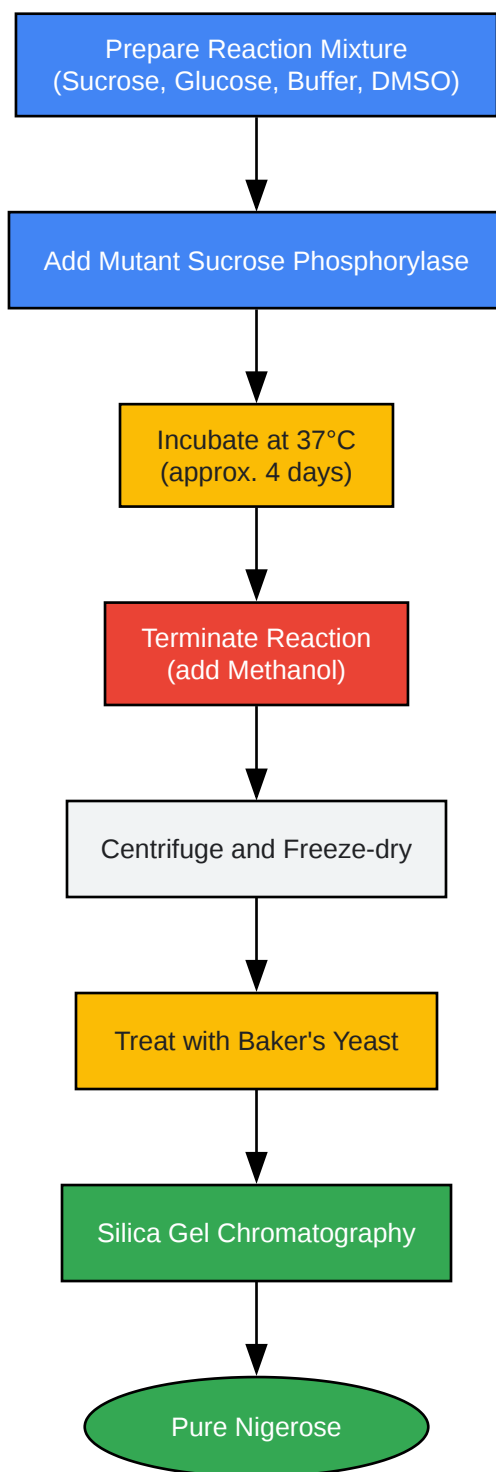 Prepare Reaction Mixture
(Sucrose, Glucose, Buffer, DMSO)
Add Mutant Sucrose Phosphorylase
Incubate at 37°C
(approx. 4 days)
Terminate Reaction
(add Methanol)
Centrifuge and Freeze-dry
Treat with Baker's Yeast
Silica Gel Chromatography
Pure Nigerose